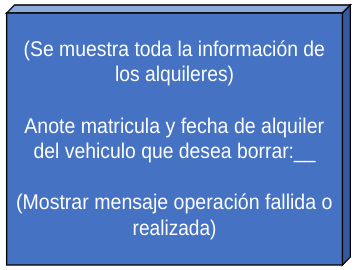 (Se muestra toda la información de
los alquileres)
Anote matricula y fecha de alquiler
del vehiculo que desea borrar:__
(Mostrar mensaje operación fallida o
realizada)